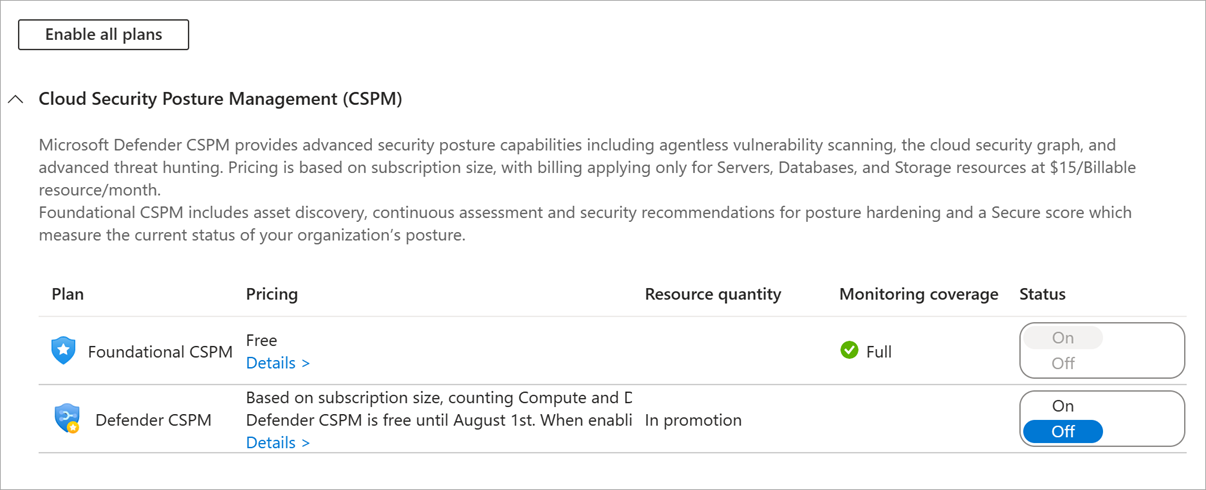 Enable all plans
Cloud Security Posture Management (CSPM)
Microsoft Defender CSPM provides advanced security posture capabilities including agentless vulnerability scanning, the cloud security graph, and
advanced threat hunting. Pricing is based on subscription size, with billing applying only for Servers, Databases, and Storage resources at $15/Billable
resource/month.
Foundational CSPM includes asset discovery, continuous assessment and security recommendations for posture hardening and a Secure score which
measure the current status of your organization's posture.
Plan Pricing Resource quantity Monitoring coverage Status
Foundational CSPM
Free
Details >
Full
On
Off
Defender CSPM
Based on subscription size, counting Compute and D
Defender CSPM is free until August 1st. When enabli
Details >
In promotion
On
Off